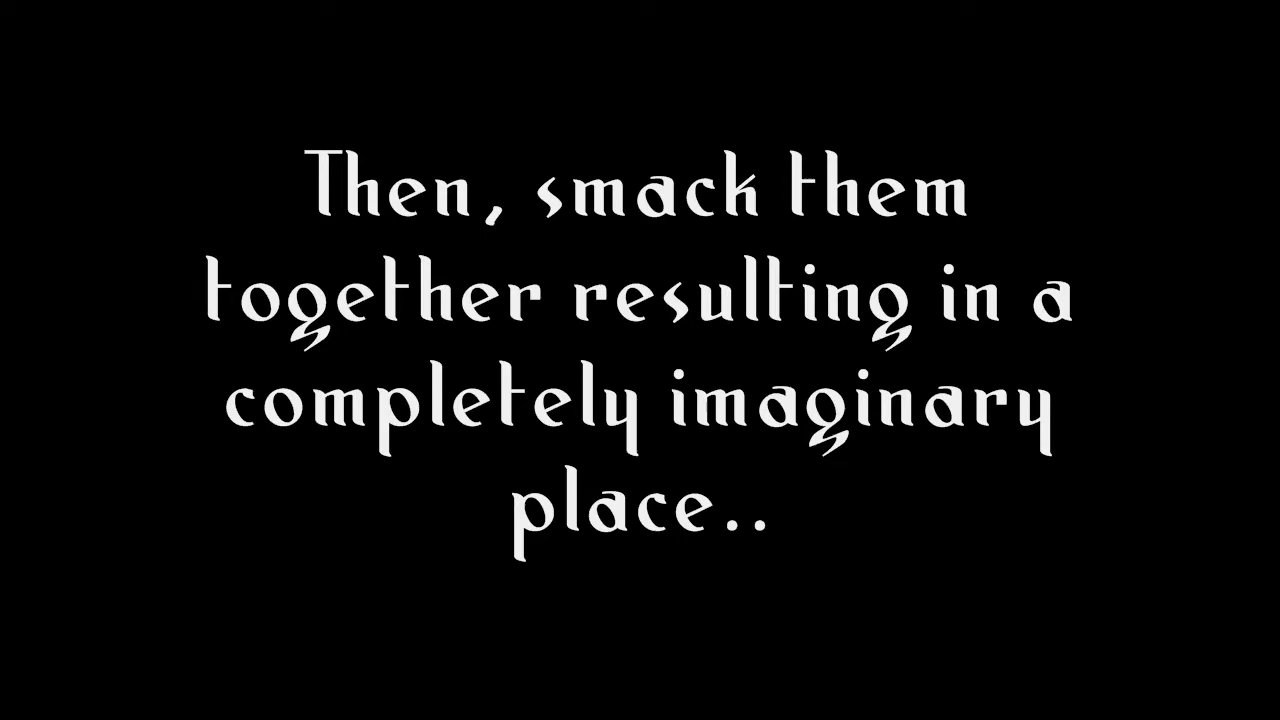 Then, smack them
together resulting in a
completely imaginary
place..